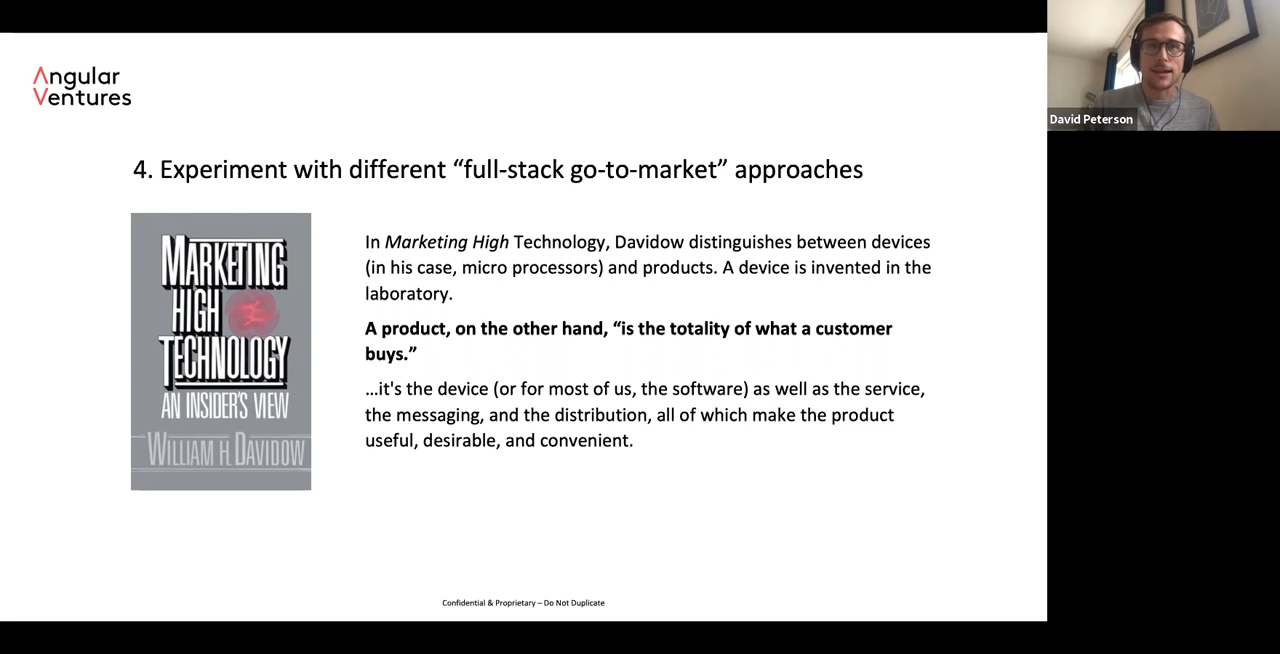 Angular
Ventures
David Peterson
4. Experiment with different “full-stack go-to-market” approaches
MARKETING
HIGH
TECHNOLOGY
AN INSIDER'S VIEW
WILLIAM H. DAVIDOW
In Marketing High Technology, Davidow distinguishes between devices
(in his case, micro processors) and products. A device is invented in the
laboratory.
A product, on the other hand, “is the totality of what a customer
buys.”
...it's the device (or for most of us, the software) as well as the service,
the messaging, and the distribution, all of which make the product
useful, desirable, and convenient.
Confidential & Proprietary – Do Not Duplicate